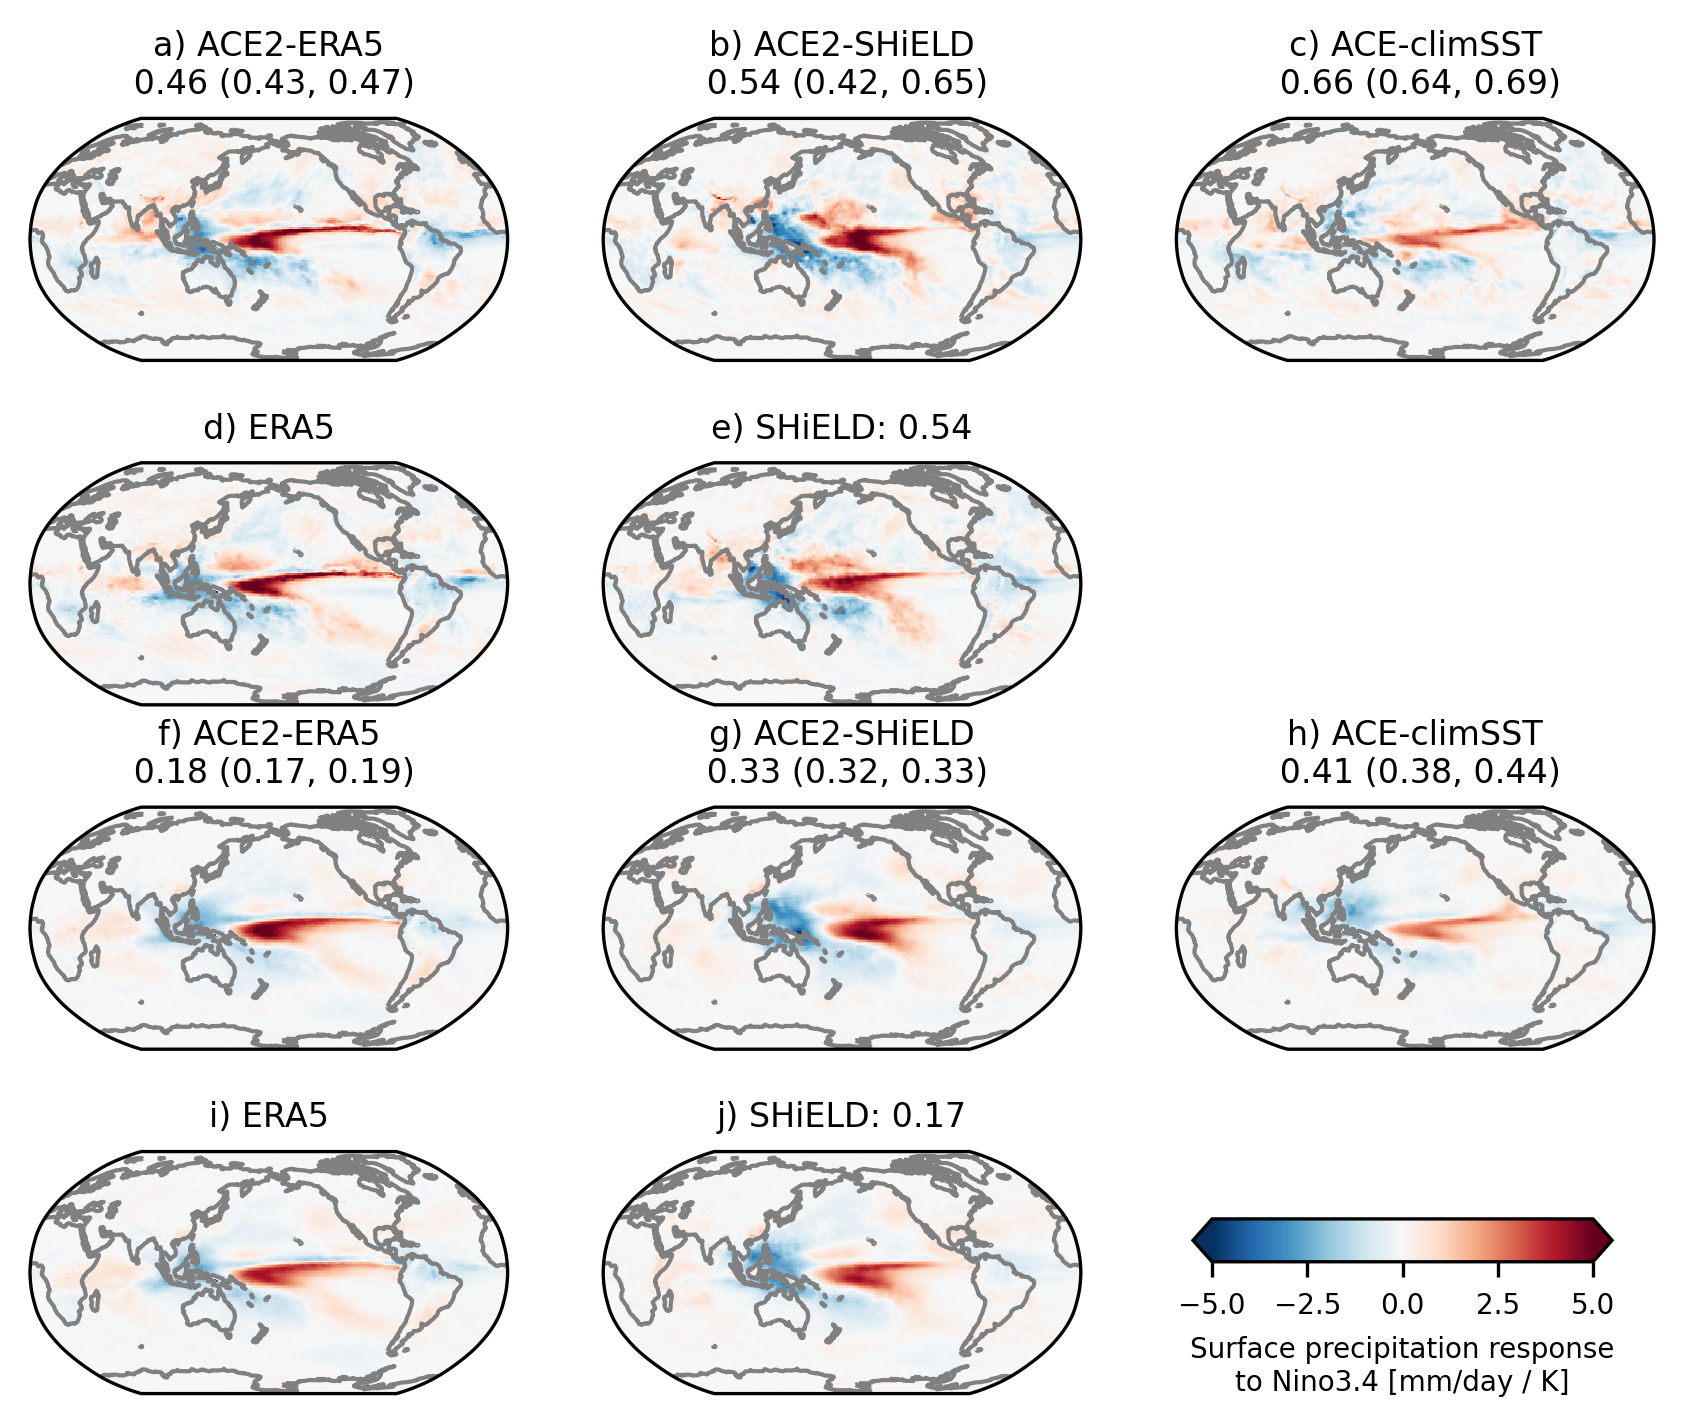 a) ACE2-ERA5
0.46 (0.43, 0.47)
b) ACE2-SHiELD
0.54 (0.42, 0.65)
c) ACE-climSST
0.66 (0.64, 0.69)
d) ERA5
e) SHiELD: 0.54
f) ACE2-ERA5
0.18 (0.17, 0.19)
g) ACE2-SHiELD
0.33 (0.32, 0.33)
h) ACE-climSST
0.41 (0.38, 0.44)
i) ERA5
j) SHiELD: 0.17
−5.0 −2.5 0.0 2.5 5.0
Surface precipitation response
to Nino3.4 [mm/day / K]